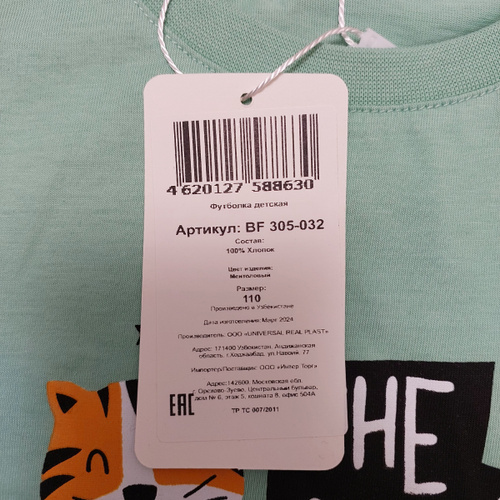 4 620127 588630
Футболка детская
Артикул: BF 305-032
Состав:
100% Хлопок
Цвет изделия:
Ментоловый
Размер:
110
Произведено в Узбекистане
Дата изготовления: Март 2024
Производитель: ООО «UNIVERSAL REAL PLAST»
Адрес: 171400 Узбекистан, Андижанская
область, г.Ходжаабад, ул.Навоий, 77
Импортер/Поставщик: ООО «Интер Торг»
Адрес:142600, Московская обл.
г. Орехово-Зуево, Центральный бульвар,
дом № 6, этаж 5, комната 8, офис 504А
ЕАС
ТР ТС 007/2011
НЕ